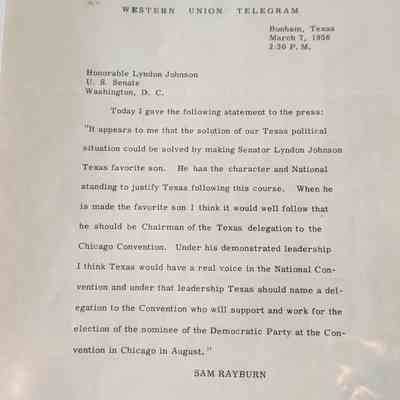 WESTERN UNION TELEGRAM
Bonham, Texas
March 7, 1956
2:30 P. M.
Honorable Lyndon Johnson
U. S. Senate
Washington, D. C.
Today I gave the following statement to the press:
"It appears to me that the solution of our Texas political
situation could be solved by making Senator Lyndon Johnson
Texas favorite son. He has the character and National
standing to justify Texas following this course. When he
is made the favorite son I think it would well follow that
he should be Chairman of the Texas delegation to the
Chicago Convention. Under his demonstrated leadership
I think Texas would have a real voice in the National Con-
vention and under that leadership Texas should name a del-
egation to the Convention who will support and work for the
election of the nominee of the Democratic Party at the Con-
vention in Chicago in August. "
SAM RAYBURN